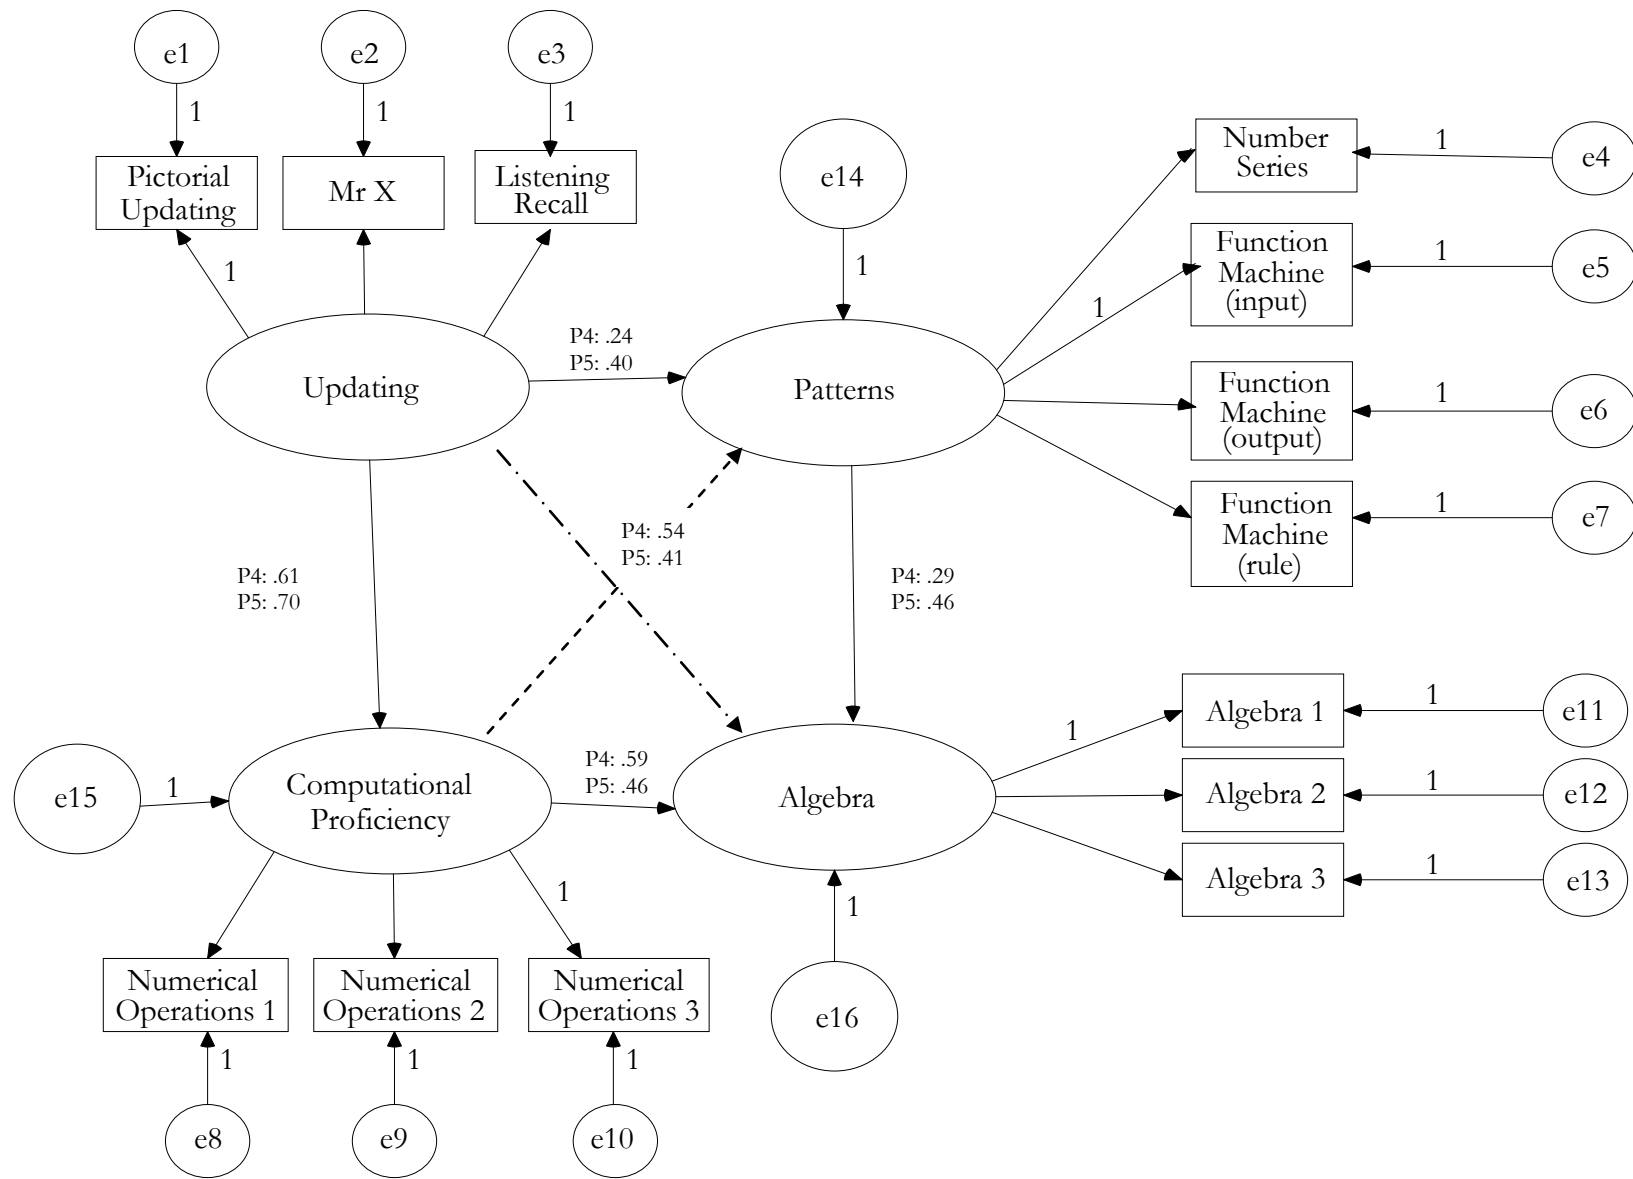 e1
e2
e3
1
1
1
Pictorial
Updating
Mr X
Listening
Recall
e14
Number
Series
1
e4
1
Function
Machine
(input)
1
e5
1
1
P4: .24
P5: .40
Updating
Patterns
Function
Machine
(output)
1
e6
Function
Machine
(rule)
1
e7
P4: .54
P5: .41
P4: .61
P5: .70
P4: .29
P5: .46
Algebra 1
1
e11
1
e15
1
Computational
Proficiency
P4: .59
P5: .46
Algebra
Algebra 2
1
e12
Algebra 3
1
e13
1
1
Numerical
Operations 1
Numerical
Operations 2
Numerical
Operations 3
e16
1
1
1
e8
e9
e10